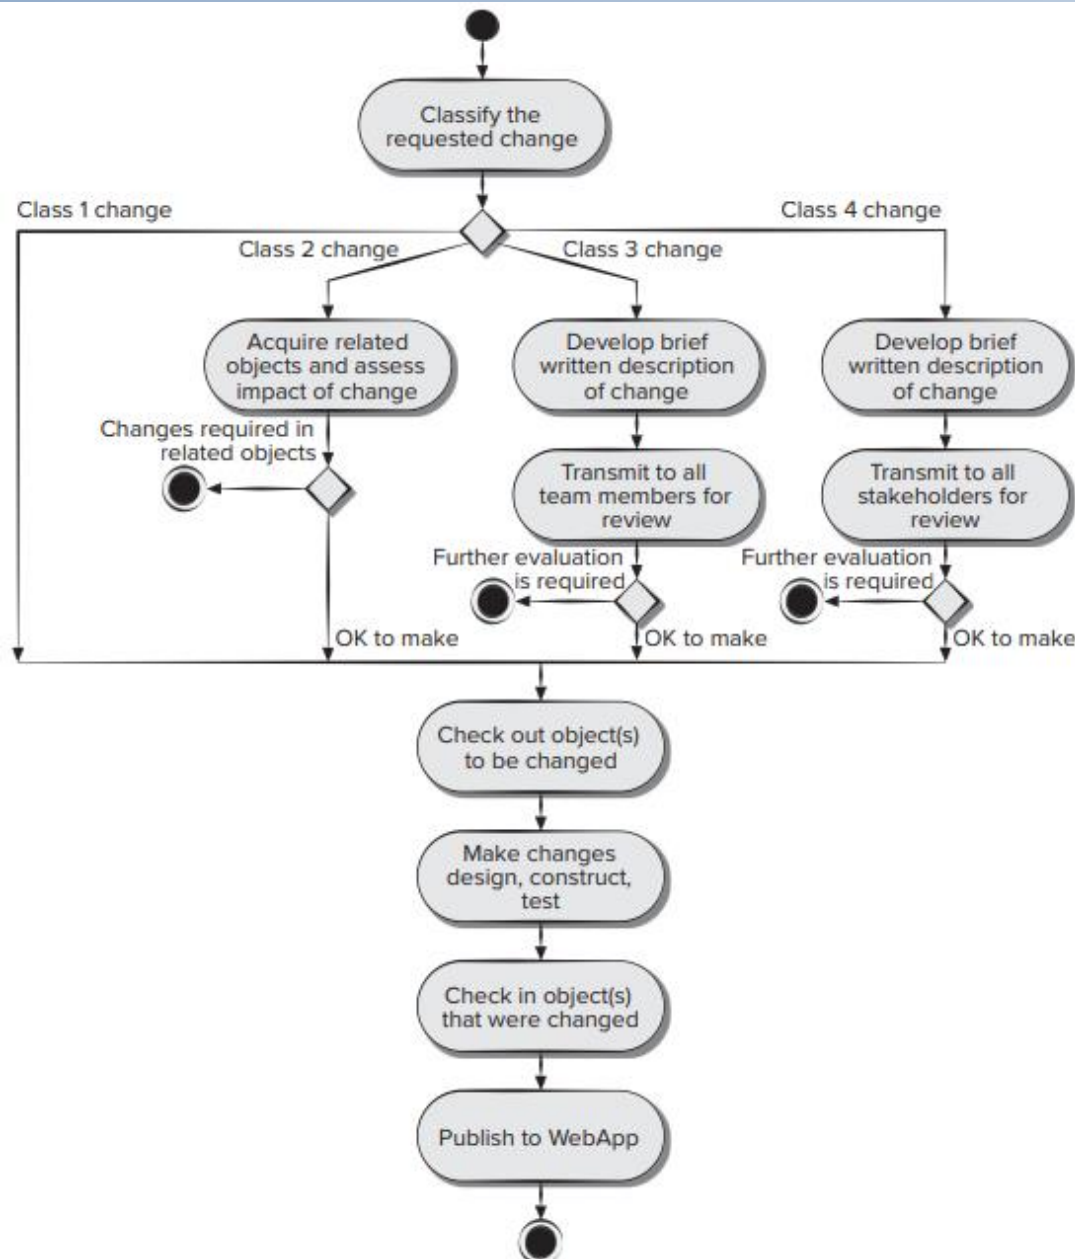 Classify the
requested change
Class 1 change
Class 4 change
Class 2 change
Class 3 change
Acquire related
objects and assess
impact of change
Develop brief
written description
of change
Develop brief
written description
of change
Changes required in
related objects
Transmit to all
team members for
review
Transmit to all
stakeholders for
review
Further evaluation
is required
Further evaluation
is required
OK to make
OK to make
OK to make
Check out object(s)
to be changed
Make changes
design, construct,
test
Check in object(s)
that were changed
Publish to WebApp